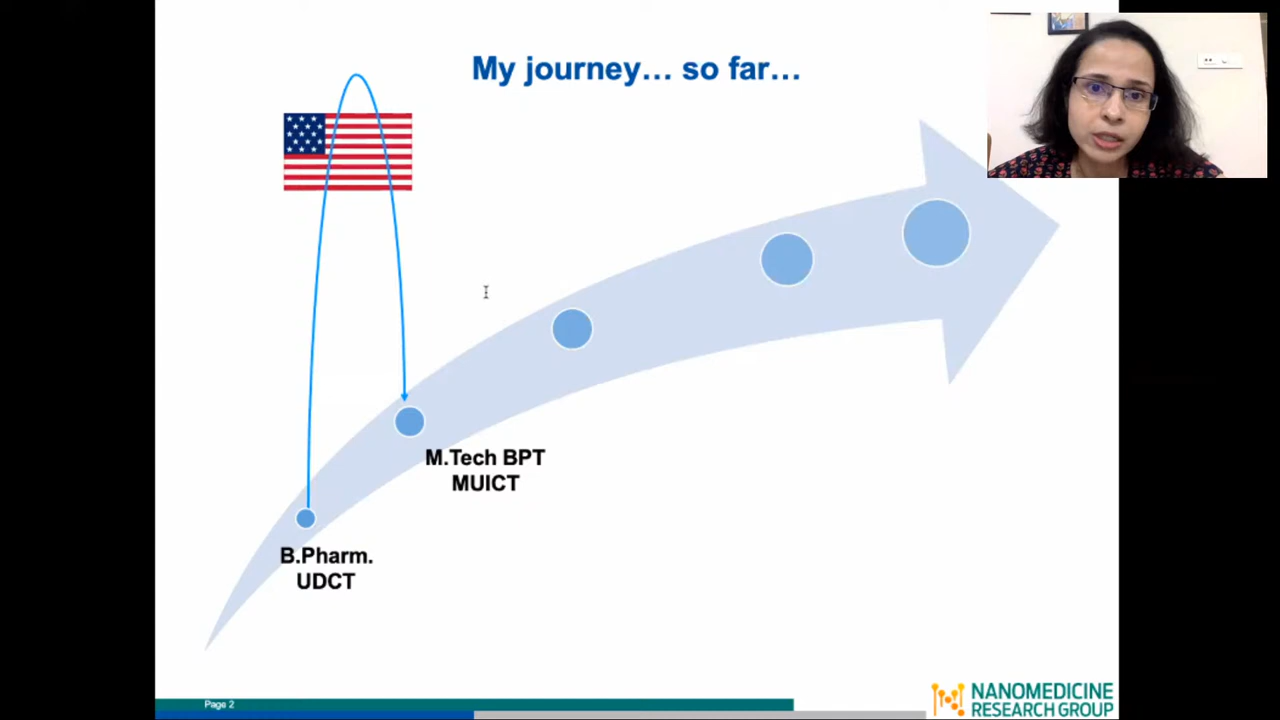 My journey... so far...
M.Tech BPT
MUICT
B.Pharm.
UDCT
Page 2
NANOMEDICINE
RESEARCH GROUP